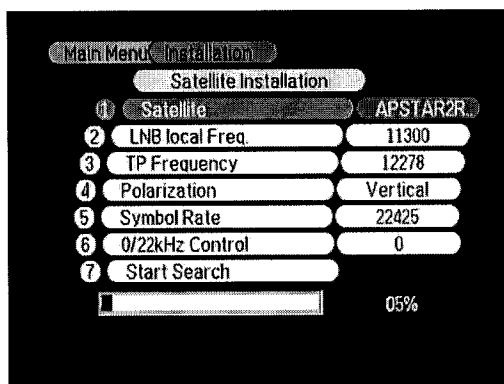 Main Menu Installation
Satellite Installation
1 Satellite APSTAR2R..
2 LNB local Freq. 11300
3 TP Frequency 12278
4 Polarization Vertical
5 Symbol Rate 22425
6 0/22kHz Control 0
7 Start Search
05%